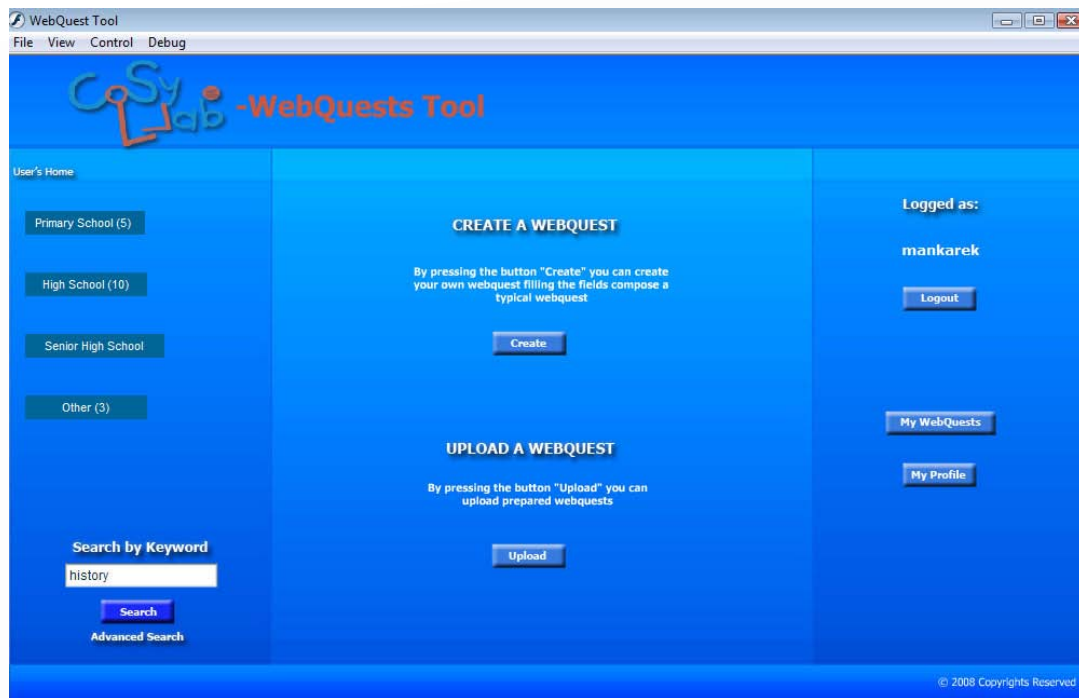 WebQuest Tool
File View Control Debug
CoSy Lab -WebQuests Tool
User's Home
Primary School (5)
High School (10)
Senior High School
Other (3)
Search by Keyword
history
Search
Advanced Search
CREATE A WEBQUEST
By pressing the button "Create" you can create
your own webquest filling the fields compose a
typical webquest
Create
UPLOAD A WEBQUEST
By pressing the button "Upload" you can
upload prepared webquests
Upload
Logged as:
mankarek
Logout
My WebQuests
My Profile
© 2008 Copyrights Reserved